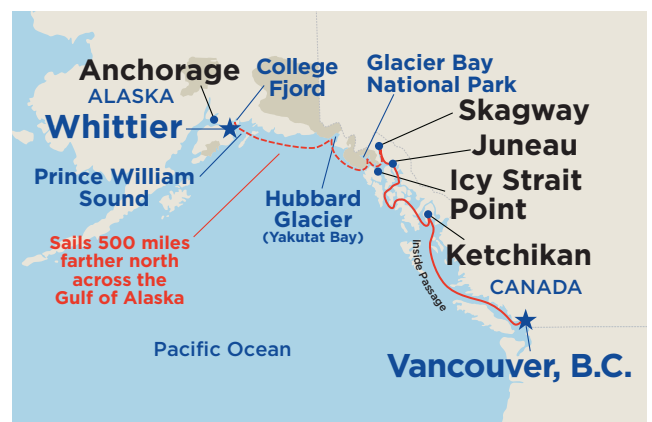 Anchorage
ALASKA
Whittier
College
Fjord
Glacier Bay
National Park
Skagway
Juneau
Icy Strait
Point
Prince William
Sound
Hubbard
Glacier
(Yakutat Bay)
Ketchikan
Sails 500 miles
farther north
across the
Gulf of Alaska
Inside Passage
CANADA
Pacific Ocean
Vancouver, B.C.